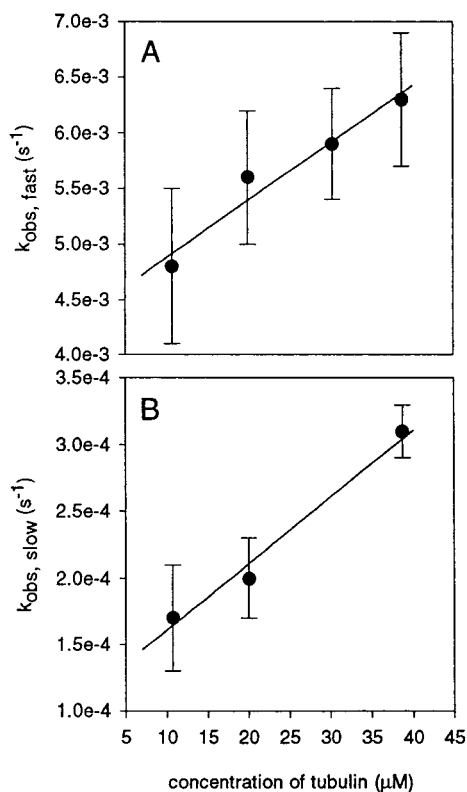 A
7.0e-3
6.5e-3
6.0e-3
5.5e-3
5.0e-3
4.5e-3
4.0e-3
kobs, fast (s-1)
B
3.5e-4
3.0e-4
2.5e-4
2.0e-4
1.5e-4
1.0e-4
kobs, slow (s-1)
5 10 15 20 25 30 35 40 45
concentration of tubulin (μM)